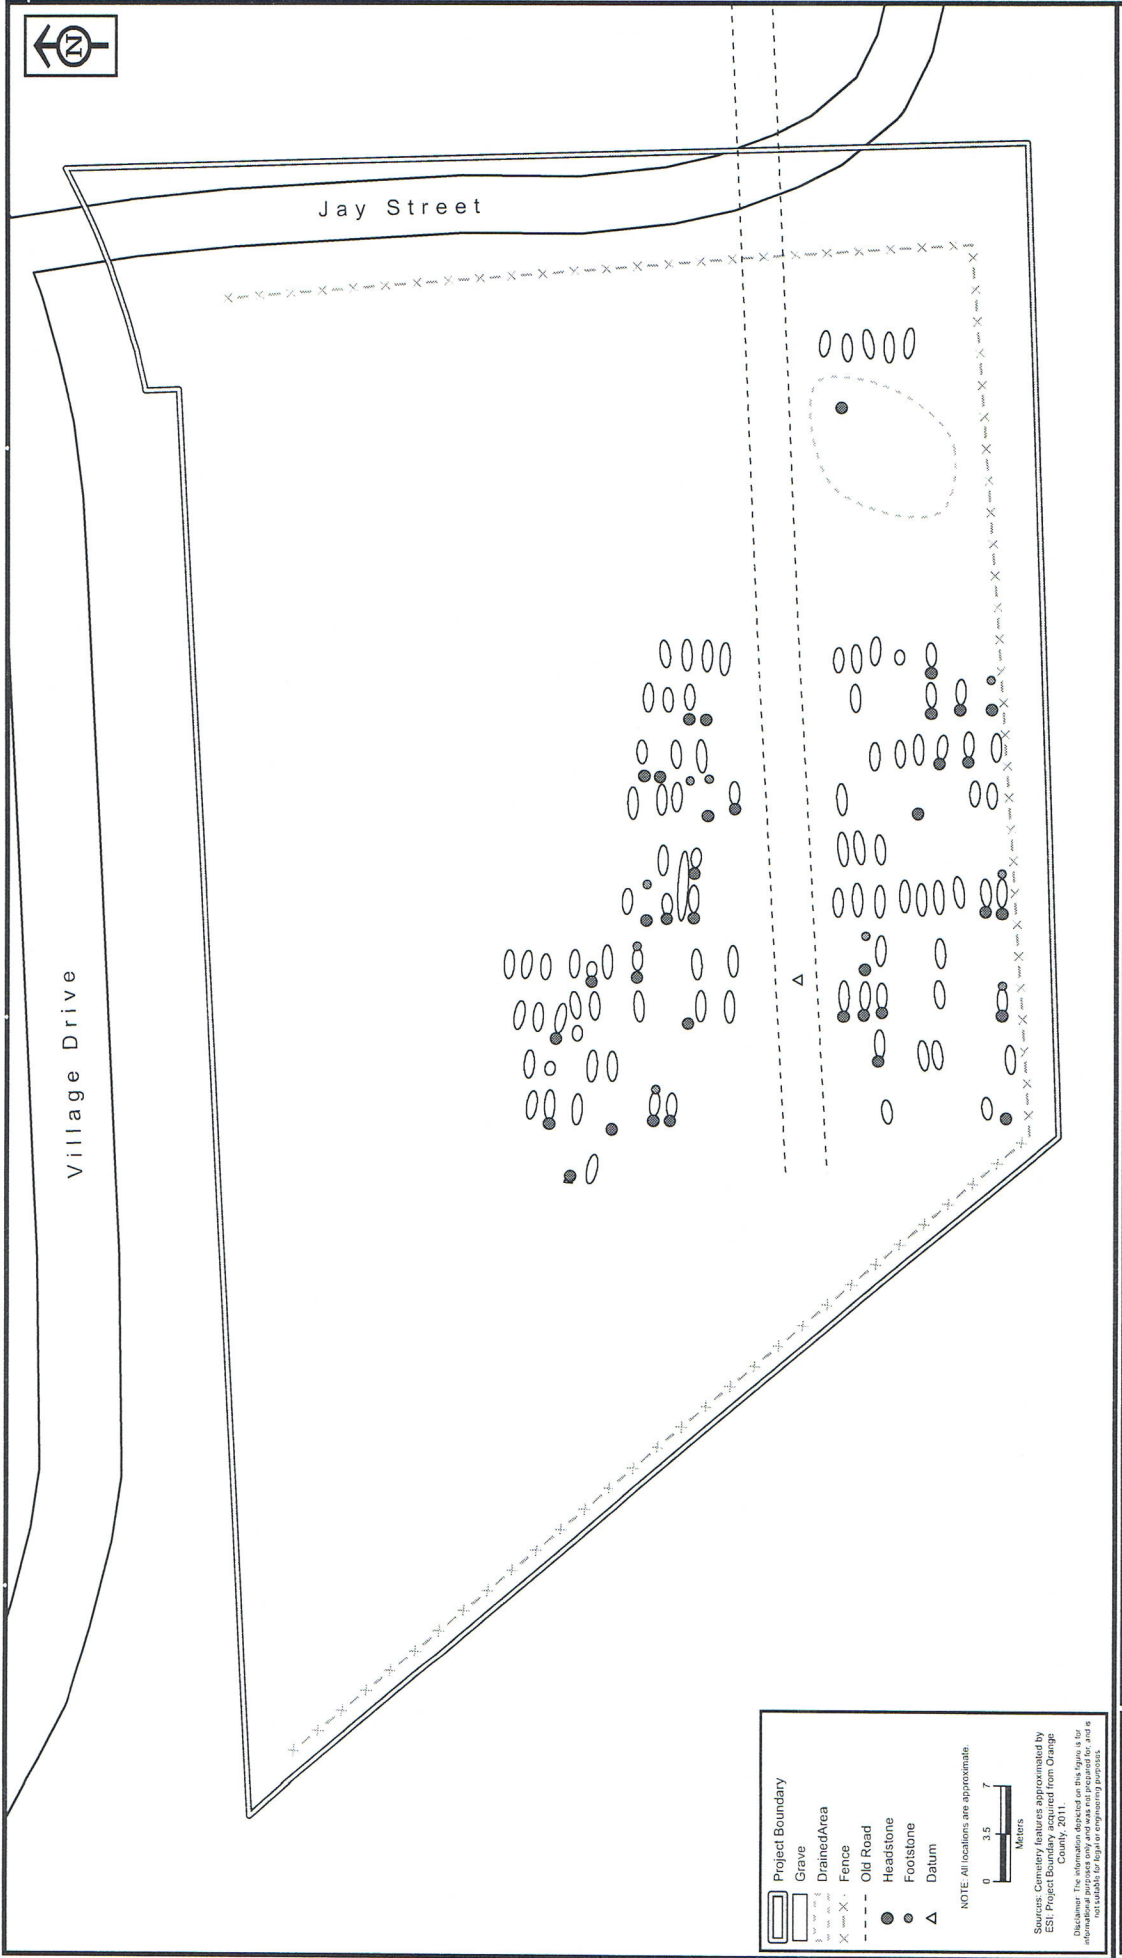 N
Jay Street
Village Drive
Project Boundary
Grave
DrainedArea
Fence
Old Road
Headstone
Footstone
Datum
NOTE: All locations are approximate.
0 3.5 7
Meters
Sources: Cemetery features approximated by
ESI; Project Boundary acquired from Orange
County, 2011.
Disclaimer: The information depicted on this figure is for
informational purposes only and was not prepared for, and is
not suitable for legal or engineering purposes.